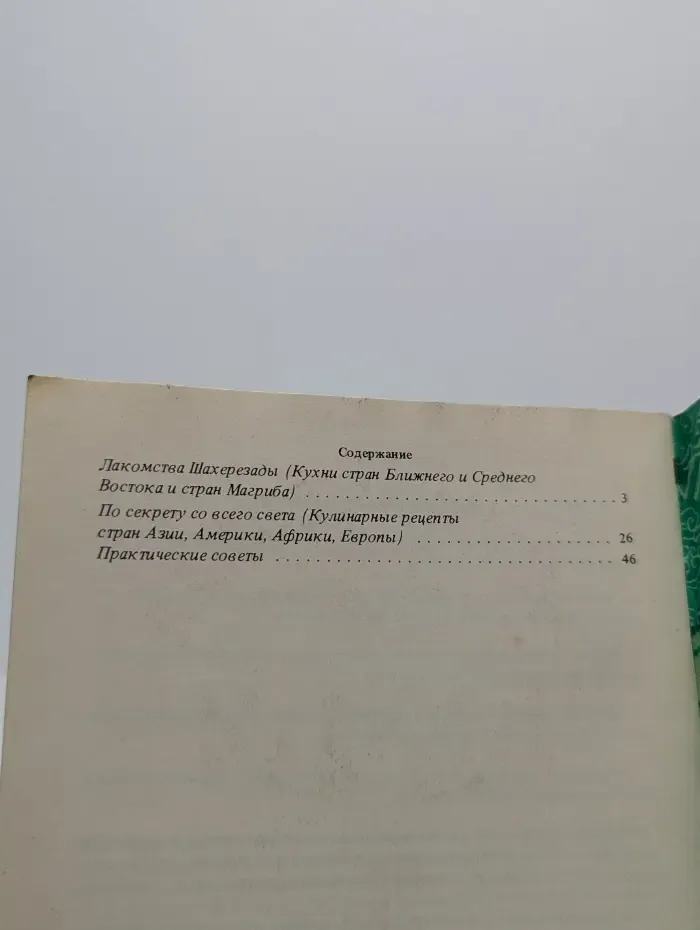 Содержание
Лакомства Шахерезады (Кухни стран Ближнего и Среднего
Востока и стран Магриба) . . . . . . . . . . . . . . . . . . . . . . . . . . . . . . . 3
По секрету со всего света (Кулинарные рецепты
стран Азии, Америки, Африки, Европы) . . . . . . . . . . . . . . . . . . . . 26
Практические советы . . . . . . . . . . . . . . . . . . . . . . . . . . . . . . . . . . 46